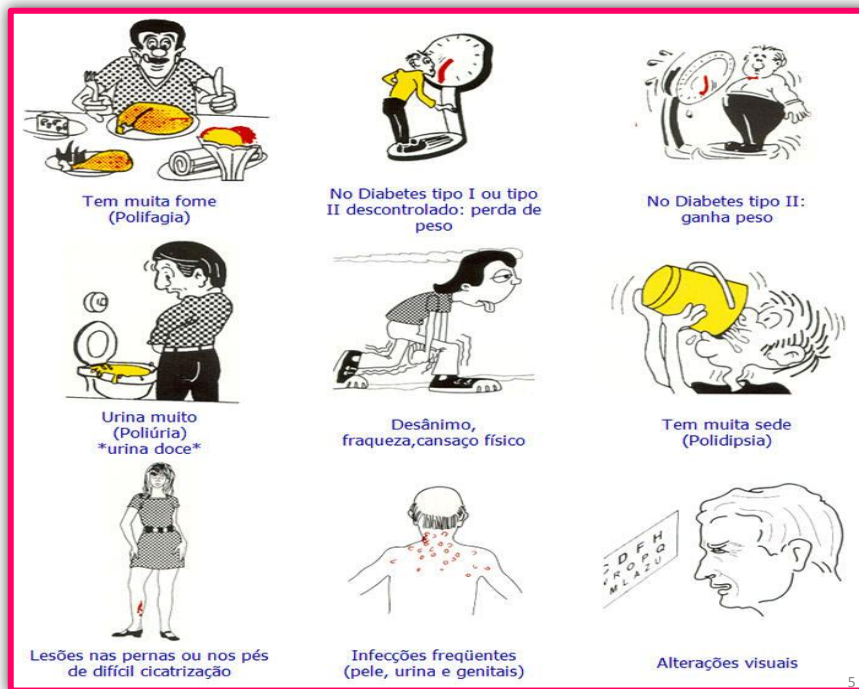 Tem muita fome
(Polifagia)
No Diabetes tipo I ou tipo
II descontrolado: perda de
peso
No Diabetes tipo II:
ganha peso
Urina muito
(Poliúria)
*urina doce*
Desânimo,
fraqueza,cansaço físico
Tem muita sede
(Polidipsia)
Lesões nas pernas ou nos pés
de difícil cicatrização
Infecções freqüentes
(pele, urina e genitais)
D F H
R O P Q
M L A Z U
Alterações visuais
5